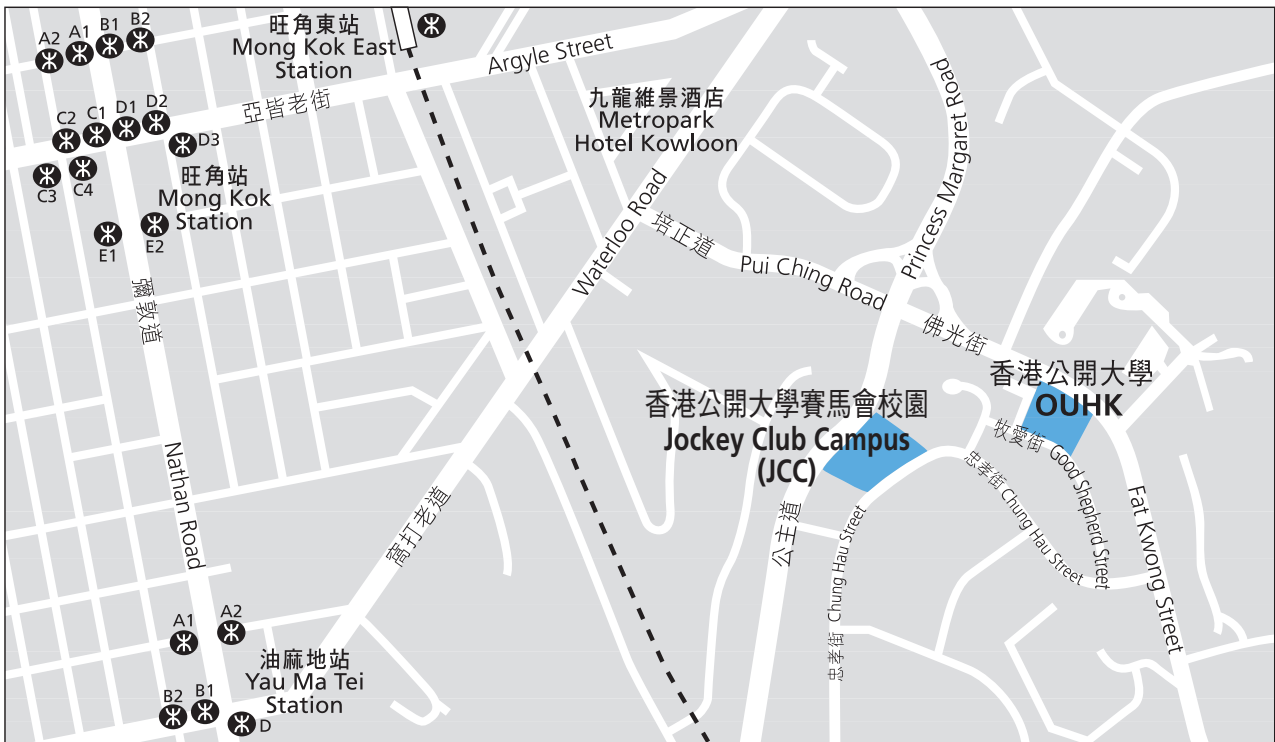 A2
A1
B1
B2
旺角東站
Mong Kok East
Station
Argyle Street
亞皆老街
C2
C1
D1
D2
D3
C3
C4
旺角站
Mong Kok
Station
E1
E2
九龍維景酒店
Metropark
Hotel Kowloon
Princess Margaret Road
Waterloo Road
培正道
Pui Ching Road
彌敦道
佛光街
香港公開大學
OUHK
香港公開大學賽馬會校園
Jockey Club Campus
(JCC)
牧愛街 Good Shepherd Street
忠孝街 Chung Hau Street
Nathan Road
窩打老道
公主道
忠孝街 Chung Hau Street
Fat Kwong Street
A1
A2
油麻地站
Yau Ma Tei
Station
B2
B1
D